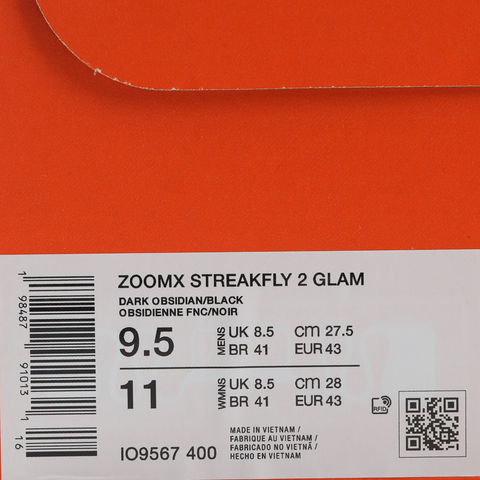 ZOOMX STREAKFLY 2 GLAM
DARK OBSIDIAN/BLACK
OBSIDIENNE FNC/NOIR
9.5 MENS UK 8.5 cm 27.5
BR 41 EUR 43
11 WMNS UK 8.5 cm 28
BR 41 EUR 43
RFID
IO9567 400
MADE IN VIETNAM /
FABRIQUE AU VIETNAM /
FABRICADO NO VIETNÃ /
HECHO EN VIETNAM
1 98487 91013 1 16